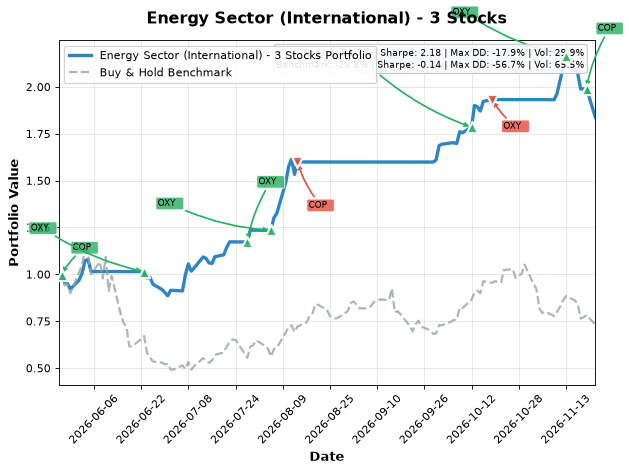 Energy Sector (International) - 3 Stocks
OXY
COP
Energy Sector (International) - 3 Stocks Portfolio
Buy & Hold Benchmark
Sharpe: 2.18 | Max DD: -17.9% | Vol: 29.9%
Sharpe: -0.14 | Max DD: -56.7% | Vol: 65.5%
OXY
COP
OXY
OXY
COP
OXY
COP
Portfolio Value
2.00
1.75
1.50
1.25
1.00
0.75
0.50
2026-06-06
2026-06-22
2026-07-08
2026-07-24
2026-08-09
2026-08-25
2026-09-10
2026-09-26
2026-10-12
2026-10-28
2026-11-13
Date